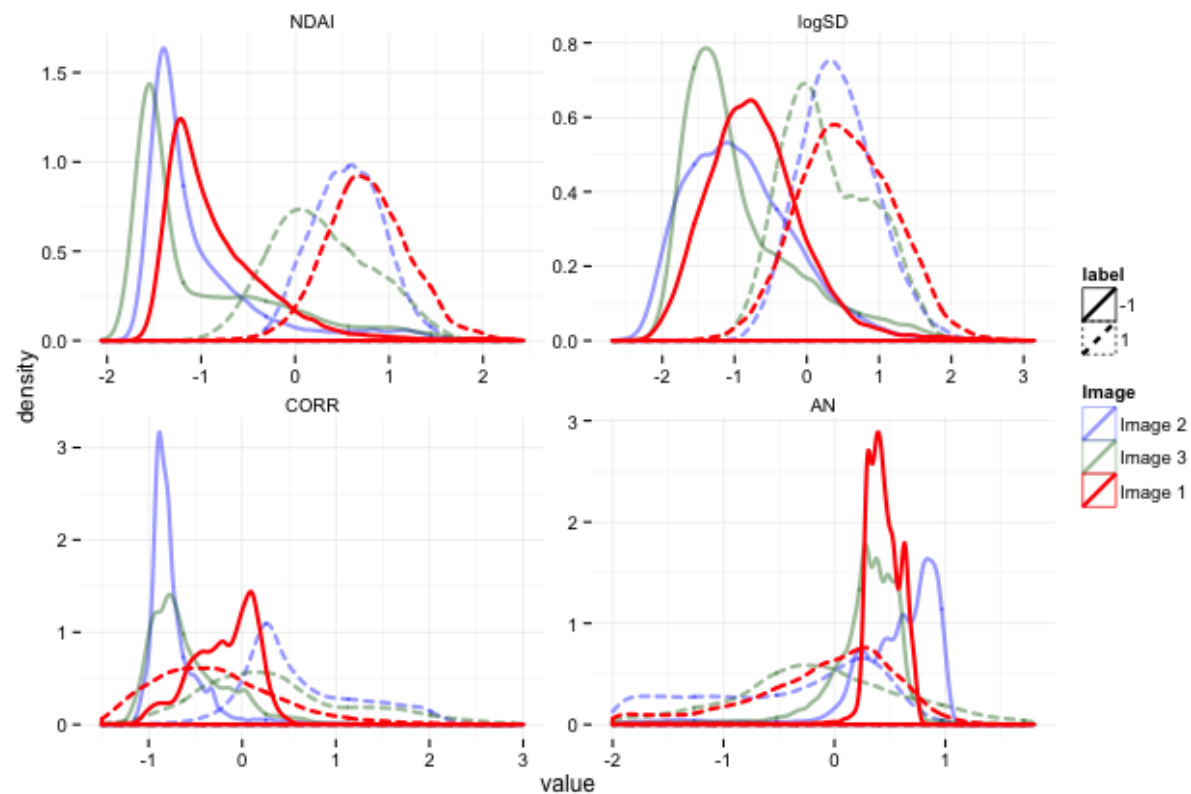 NDAI
logSD
1.5
1.0
0.5
0.0
-2 -1 0 1 2
0.8
0.6
0.4
0.2
0.0
-2 -1 0 1 2 3
density
CORR
AN
3
2
1
0
-1 0 1 2 3
3
2
1
0
-2 -1 0 1
value
label
-1
1
Image
Image 2
Image 3
Image 1